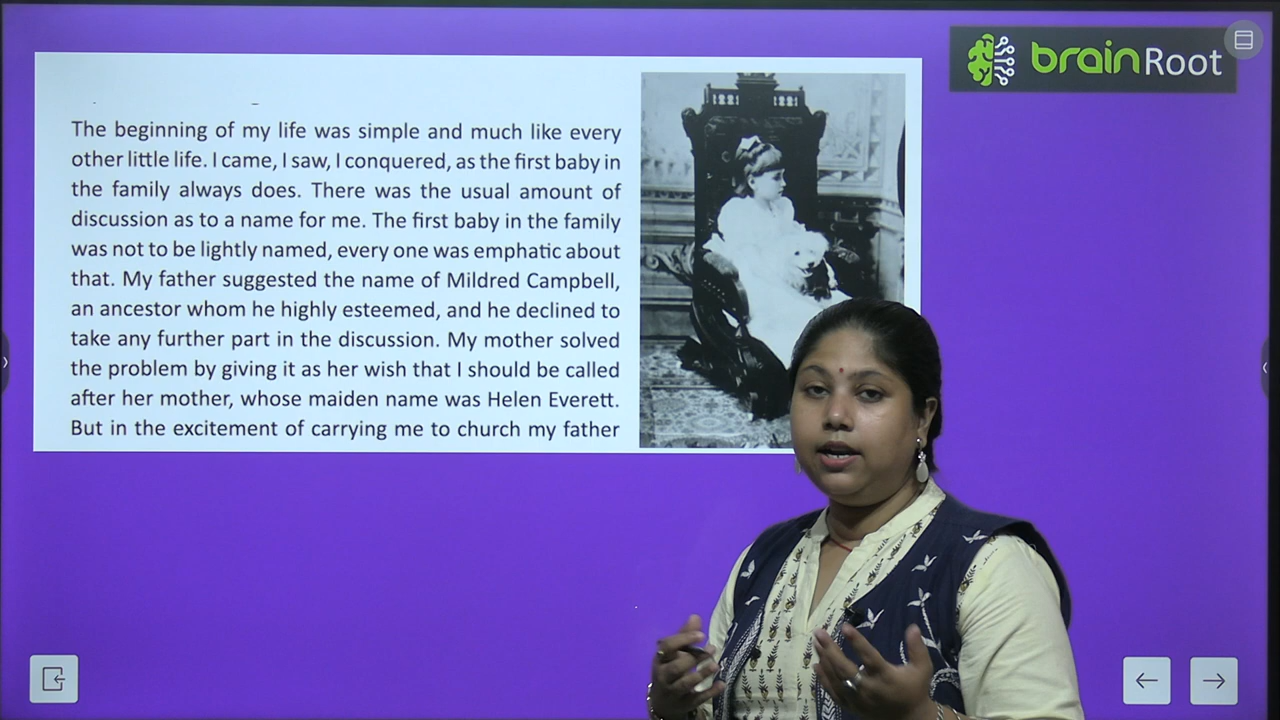 brainRoot
The beginning of my life was simple and much like every
other little life. I came, I saw, I conquered, as the first baby in
the family always does. There was the usual amount of
discussion as to a name for me. The first baby in the family
was not to be lightly named, every one was emphatic about
that. My father suggested the name of Mildred Campbell,
an ancestor whom he highly esteemed, and he declined to
take any further part in the discussion. My mother solved
the problem by giving it as her wish that I should be called
after her mother, whose maiden name was Helen Everett.
But in the excitement of carrying me to church my father